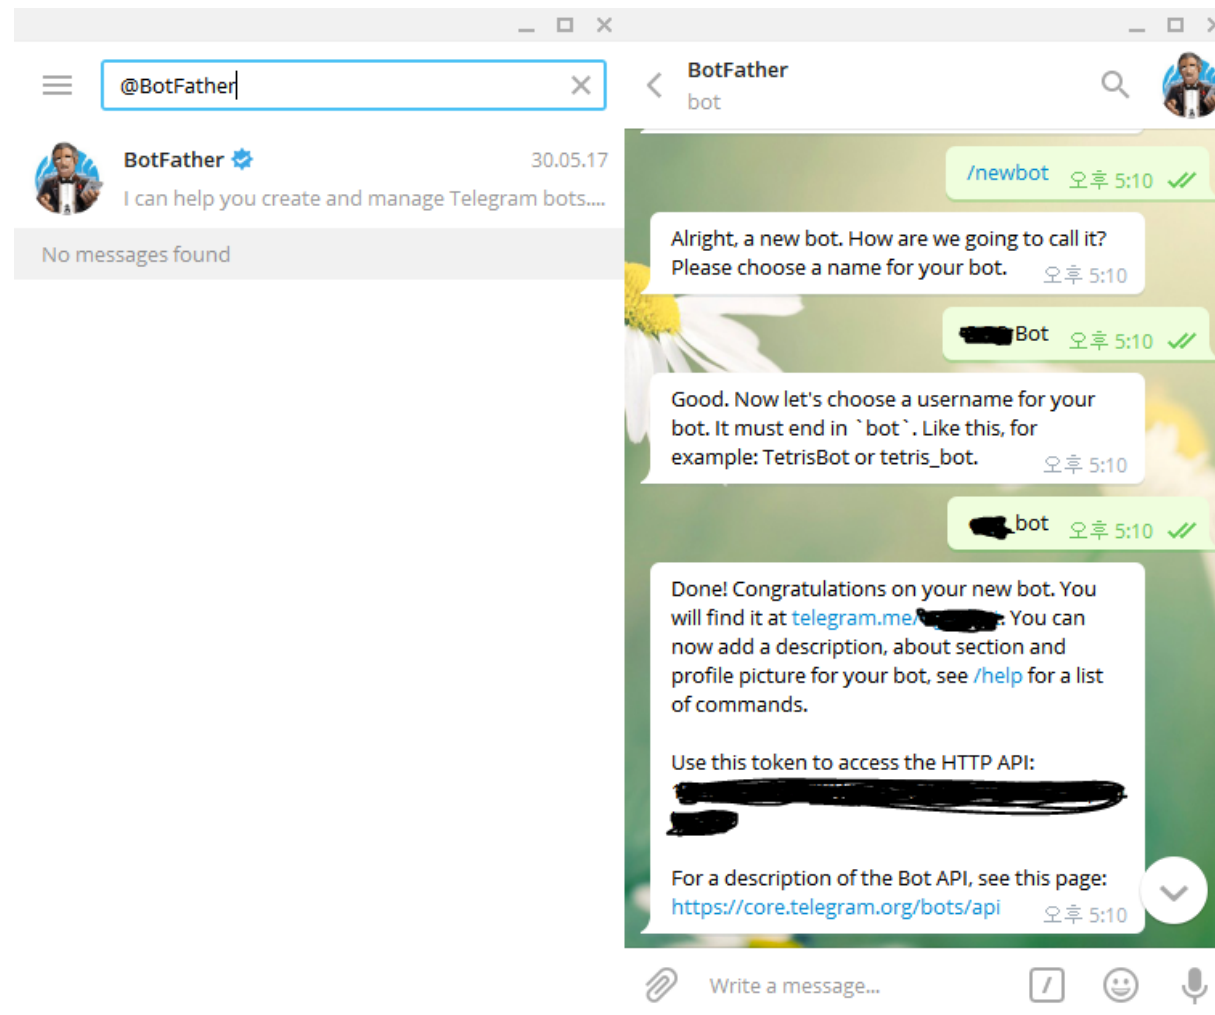 @BotFather
BotFather
30.05.17
I can help you create and manage Telegram bots....
No messages found
BotFather
bot
/newbot 오후 5:10
Alright, a new bot. How are we going to call it?
Please choose a name for your bot. 오후 5:10
Bot 오후 5:10
Good. Now let's choose a username for your
bot. It must end in `bot`. Like this, for
example: TetrisBot or tetris_bot. 오후 5:10
bot 오후 5:10
Done! Congratulations on your new bot. You
will find it at telegram.me/ . You can
now add a description, about section and
profile picture for your bot, see /help for a list
of commands.
Use this token to access the HTTP API:
For a description of the Bot API, see this page:
https://core.telegram.org/bots/api 오후 5:10
Write a message...